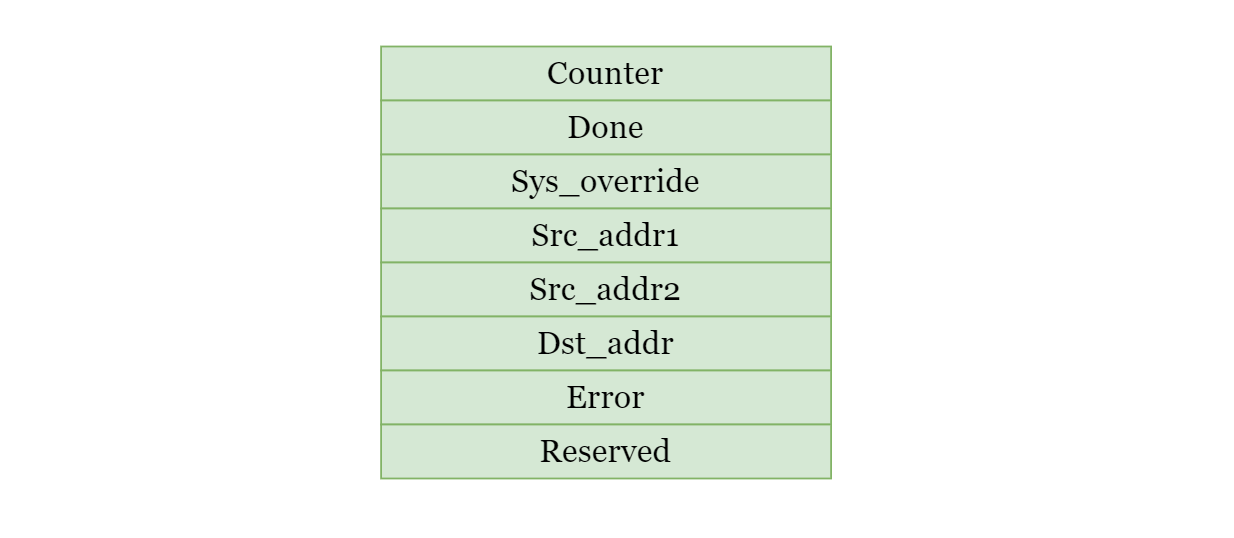 Counter
Done
Sys_override
Src_addr1
Src_addr2
Dst_addr
Error
Reserved